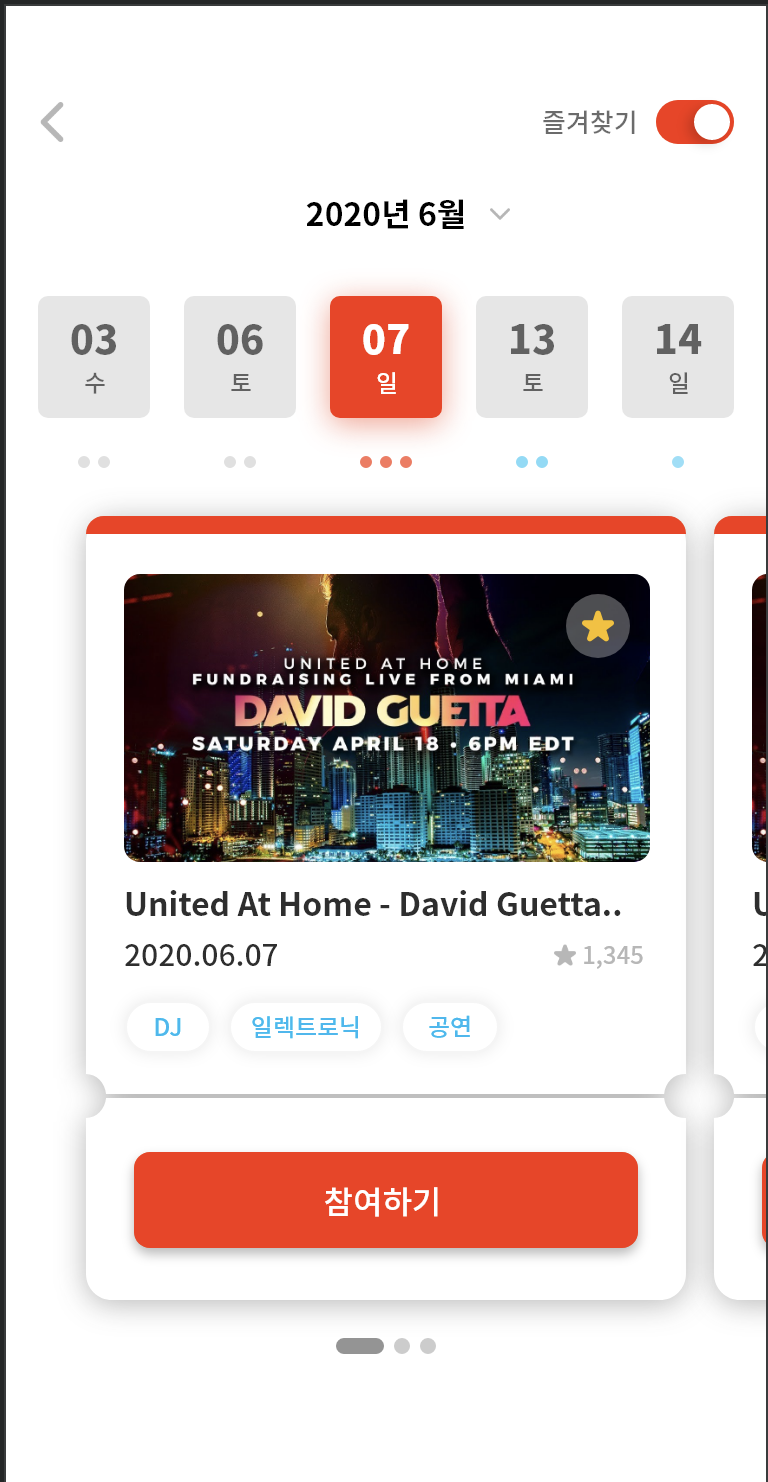 즐겨찾기
2020년 6월
03 06 07 13 14
수 토 일 토 일
UNITED AT HOME
FUNDRAISING LIVE FROM MIAMI
DAVID GUETTA
SATURDAY APRIL 18 • 6PM EDT
United At Home - David Guetta..
2020.06.07 1,345
DJ 일렉트로닉 공연
참여하기